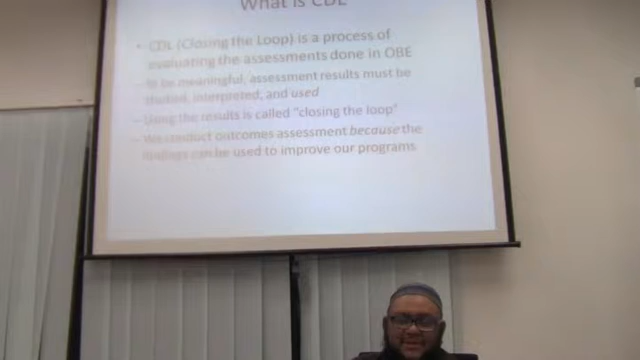 What is CDL
• CDL (Closing the Loop) is a process of
evaluating the assessments done in OBE
– To be meaningful, assessment results must be
studied, interpreted, and used
– Using the results is called "closing the loop"
– We conduct outcomes assessment because the
findings can be used to improve our programs